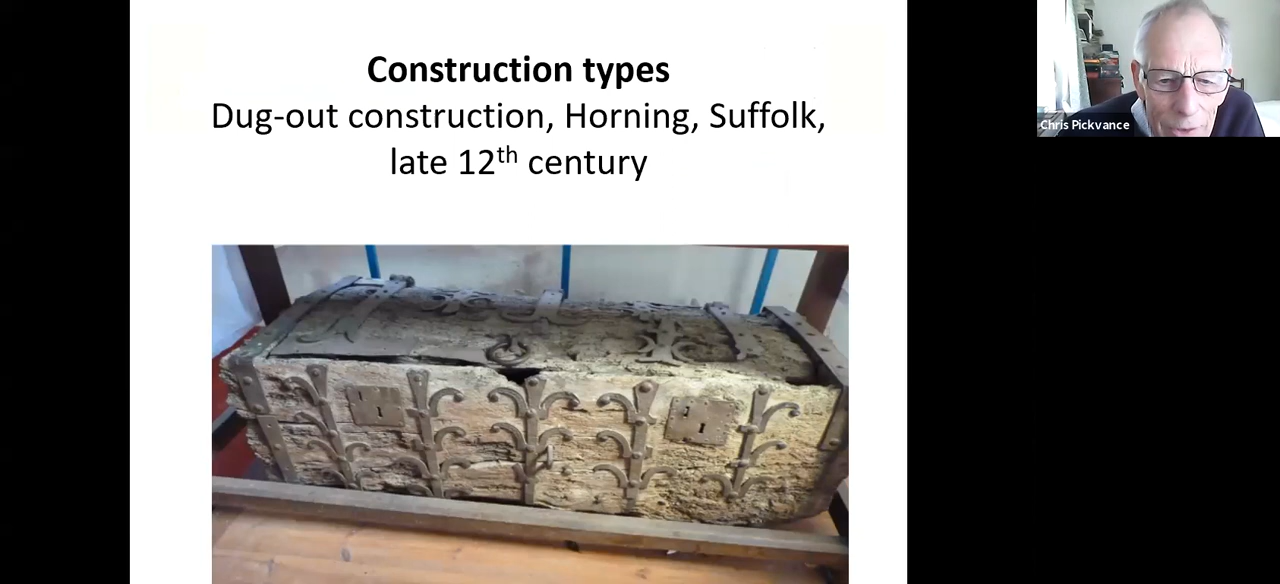 Construction types
Dug-out construction, Horning, Suffolk,
late 12th century
Chris Pickvance